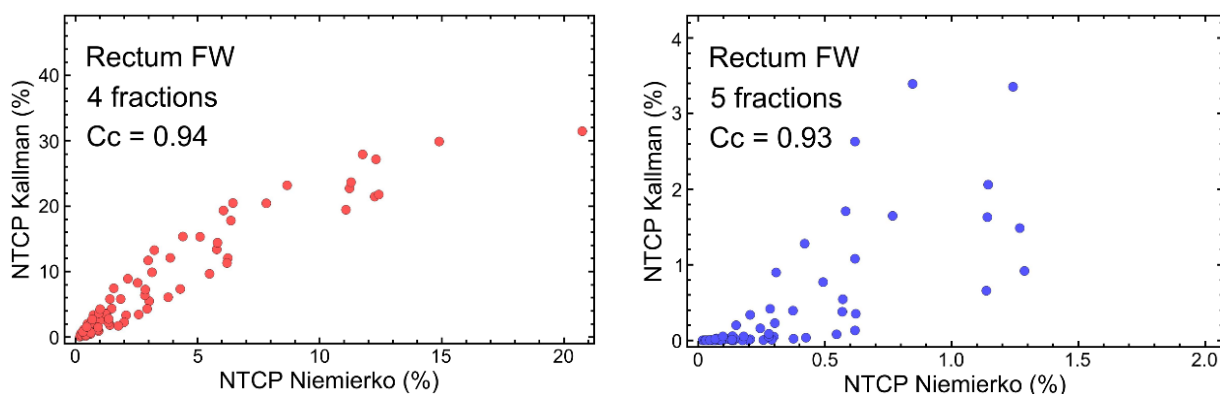 NTCP Kallman (%)
40
30
20
10
0
Rectum FW
4 fractions
Cc = 0.94
0
5
10
15
20
NTCP Niemierko (%)
NTCP Kallman (%)
4
3
2
1
0
Rectum FW
5 fractions
Cc = 0.93
0
0.5
1.0
1.5
2.0
NTCP Niemierko (%)